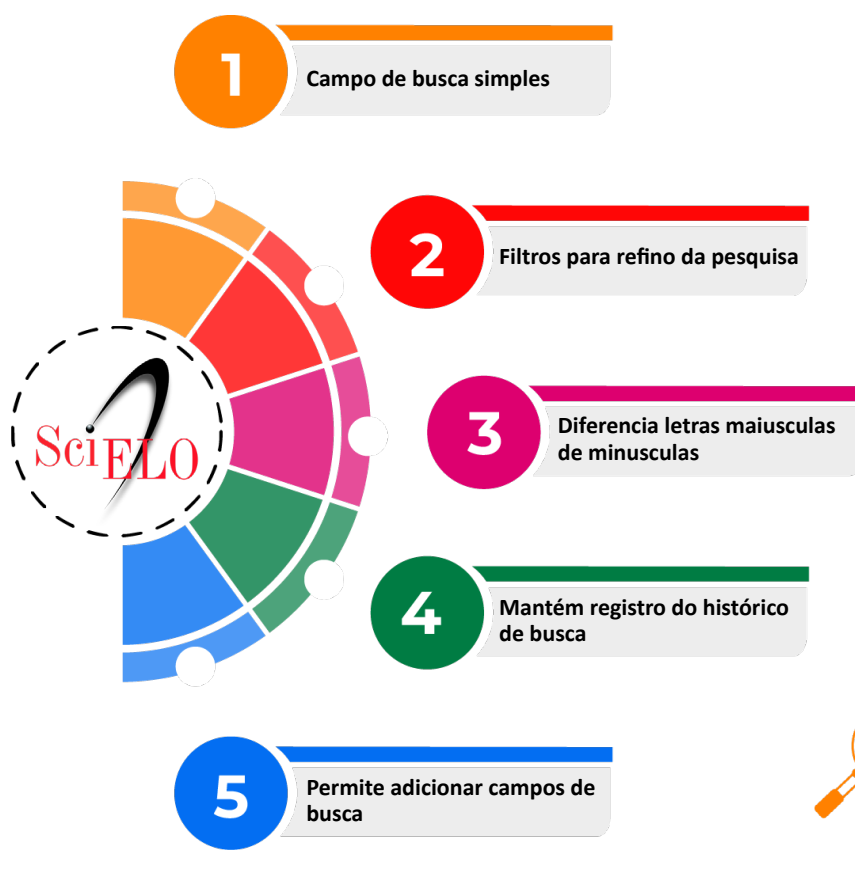 1
Campo de busca simples
2
Filtros para refino da pesquisa
3
Diferencia letras maiusculas
de minusculas
SciELO
4
Mantém registro do histórico
de busca
5
Permite adicionar campos de
busca